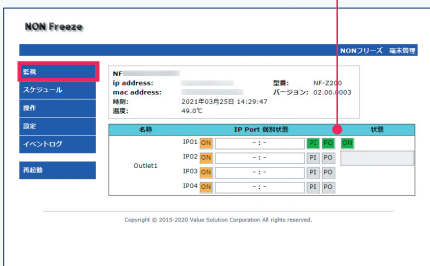 NON Freeze
NONフリーズ 端末管理
監視
スケジュール
操作
設定
イベントログ
再起動
NF
ip address:
型番: NF-Z200
mac address:
バージョン: 02.00.0003
時刻: 2021年03月25日 14:29:47
温度: 49.0℃
名称 IP Port 個別状態 状態
Outlet1
IP01 ON -:- PI PO ON
IP02 ON -:- PI PO
IP03 ON -:- PI PO
IP04 ON -:- PI PO
Copyright © 2015-2020 Value Solution Corporation All rights reserved.